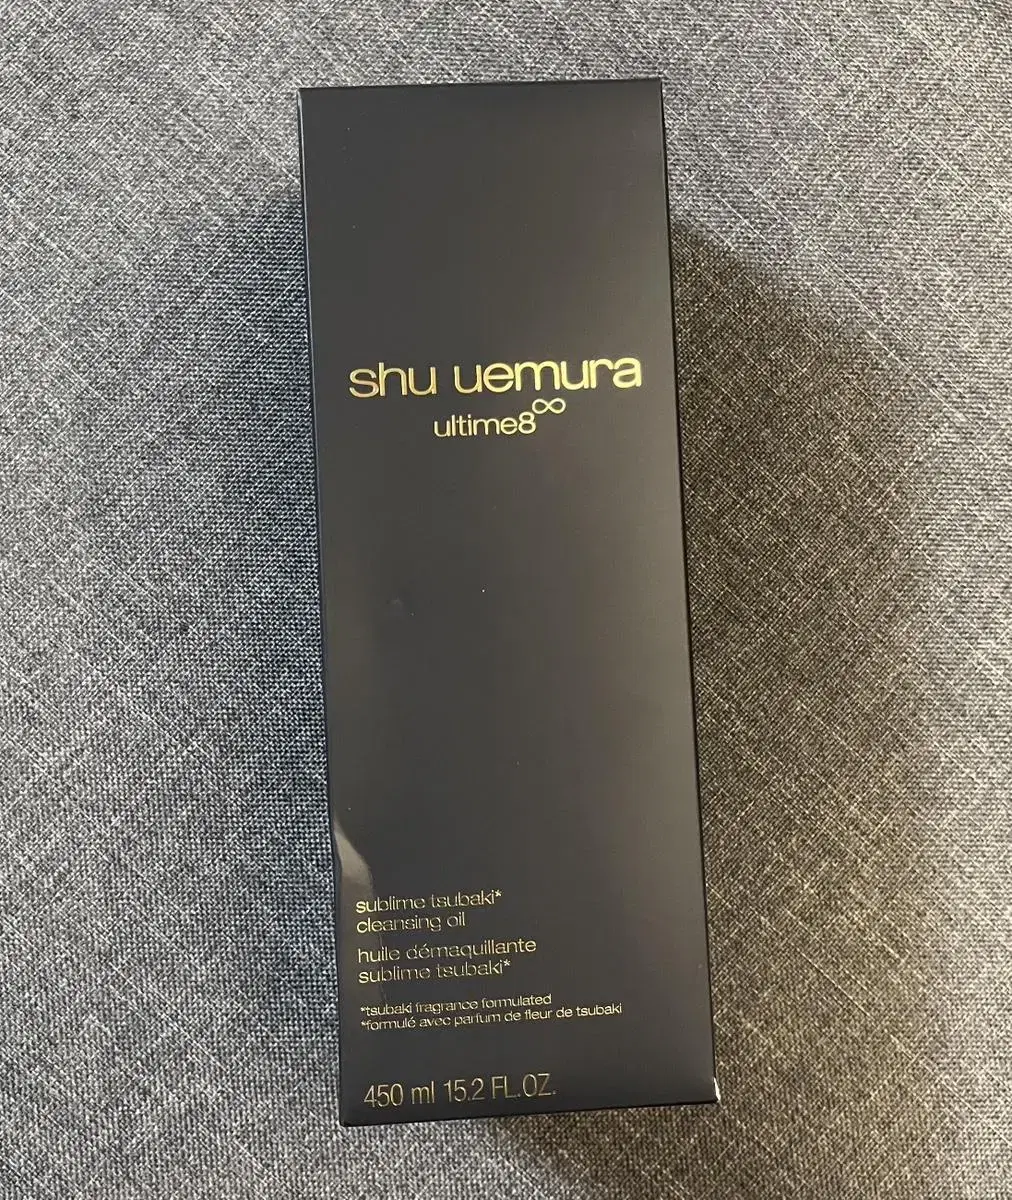 shu uemura
ultime8∞
sublime tsubaki*
cleansing oil
huile démaquillante
sublime tsubaki*
*tsubaki fragrance formulated
*formulé avec parfum de fleur de tsubaki
450 ml 15.2 FL.OZ.